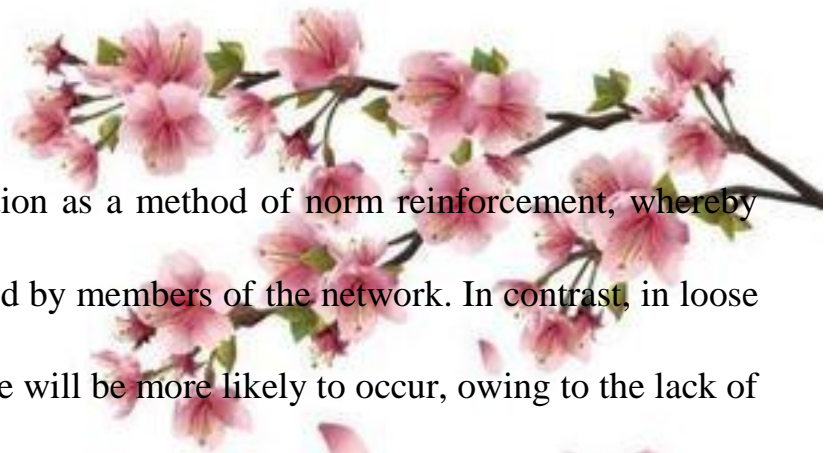 tion as a method of norm reinforcement, whereby
d by members of the network. In contrast, in loose
e will be more likely to occur, owing to the lack of